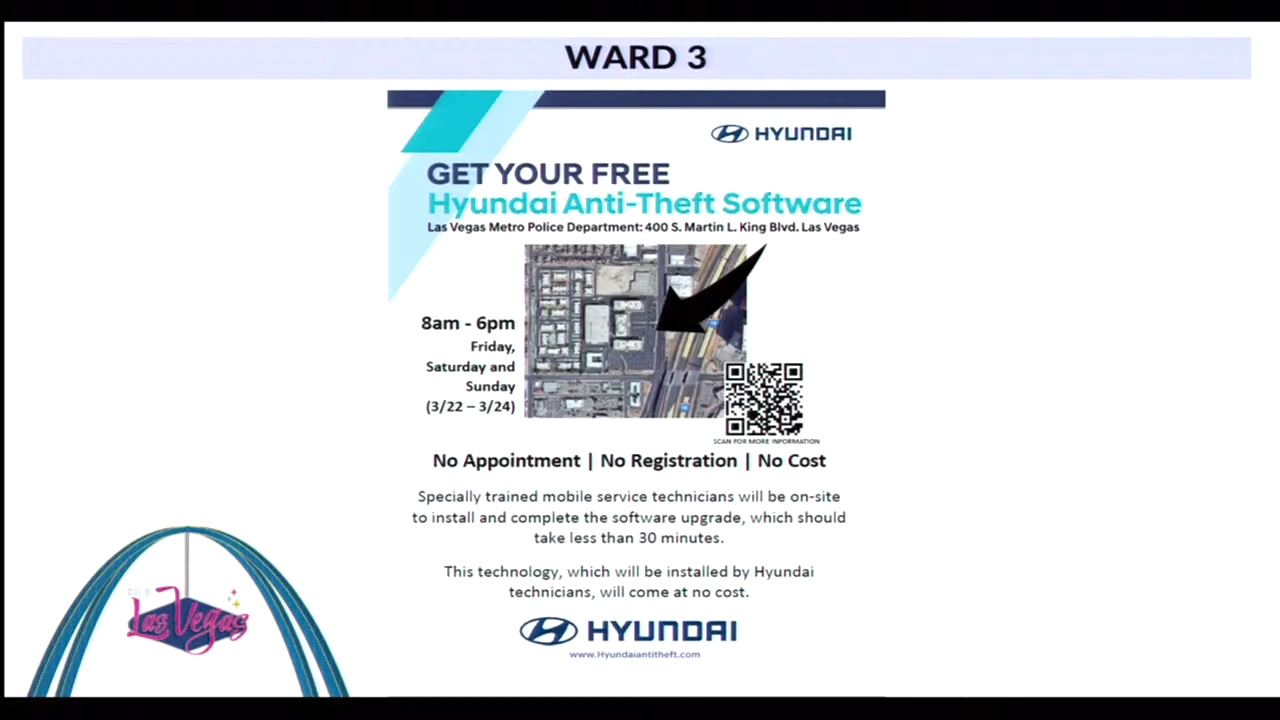 WARD 3
HYUNDAI
GET YOUR FREE
Hyundai Anti-Theft Software
Las Vegas Metro Police Department: 400 S. Martin L. King Blvd. Las Vegas
8am - 6pm
Friday,
Saturday and
Sunday
(3/22 – 3/24)
SCAN FOR MORE INFORMATION
No Appointment | No Registration | No Cost
Specially trained mobile service technicians will be on-site
to install and complete the software upgrade, which should
take less than 30 minutes.
This technology, which will be installed by Hyundai
technicians, will come at no cost.
HYUNDAI
www.Hyundaiantitheft.com
Las Vegas